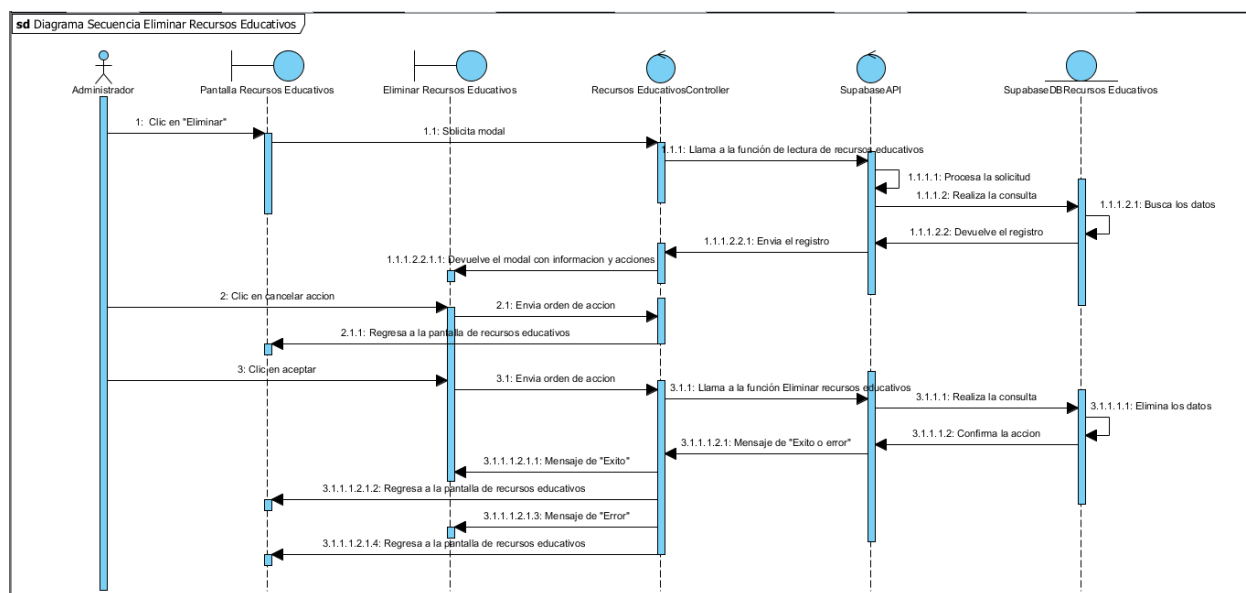 sd Diagrama Secuencia Eliminar Recursos Educativos
Administrador
Pantalla Recursos Educativos
Eliminar Recursos Educativos
Recursos EducativosController
SupabaseAPI
SupabaseDBRecursos Educativos
1: Clic en "Eliminar"
1.1: Solicita modal
1.1.1: Llama a la función de lectura de recursos educativos
1.1.1.1: Procesa la solicitud
1.1.1.2: Realiza la consulta
1.1.1.2.1: Busca los datos
1.1.1.2.2: Devuelve el registro
1.1.1.2.2.1: Envia el registro
1.1.1.2.2.1.1: Devuelve el modal con informacion y acciones
2: Clic en cancelar accion
2.1: Envia orden de accion
2.1.1: Regresa a la pantalla de recursos educativos
3: Clic en aceptar
3.1: Envia orden de accion
3.1.1: Llama a la función Eliminar recursos educativos
3.1.1.1: Realiza la consulta
3.1.1.1.1: Elimina los datos
3.1.1.1.2: Confirma la accion
3.1.1.1.2.1: Mensaje de "Exito o error"
3.1.1.1.2.1.1: Mensaje de "Exito"
3.1.1.1.2.1.2: Regresa a la pantalla de recursos educativos
3.1.1.1.2.1.3: Mensaje de "Error"
3.1.1.1.2.1.4: Regresa a la pantalla de recursos educativos